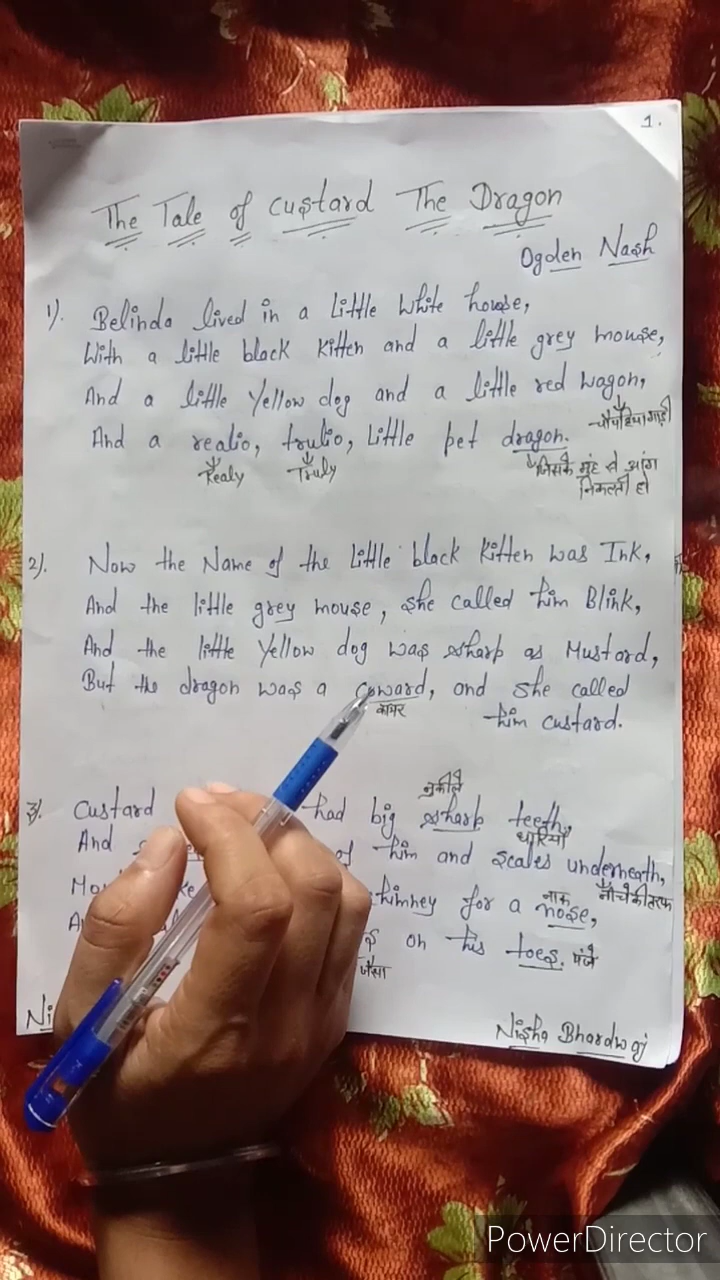 1.
The Tale of Custard The Dragon
Ogden Nash
1). Belinda lived in a Little White house,
With a little black Kitten and a little grey mouse,
And a little Yellow dog and a little red wagon,
चौपहिया गाड़ी
And a realio, trulio, Little pet dragon.
Realy Truly जिसके मुंह से आग
निकलती हो
2). Now the Name of the Little black Kitten was Ink,
And the little grey mouse, she called him Blink,
And the little Yellow dog was sharp as Mustard,
But the dragon was a coward, and she called
कायर him custard.
नुकीले
3). Custard had big sharp teeth,
धारियाँ
And of him and scales underneath,
नाक नीचे की तरफ
chimney for a nose,
on his toes. पंजे
जैसा
Nisha Bhardwaj
PowerDirector